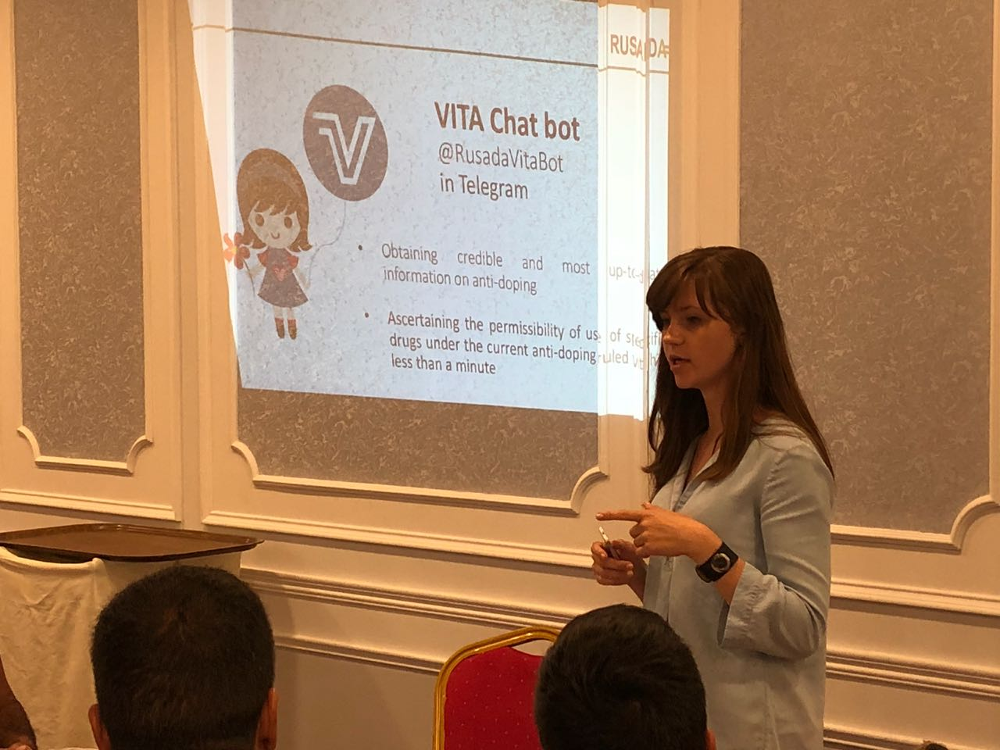 RUSADA
V
VITA Chat bot
@RusadaVitaBot
in Telegram
• Obtaining credible and most
information on anti-doping
• Ascertaining the permissibility of use of
drugs under the current anti-doping
less than a minute